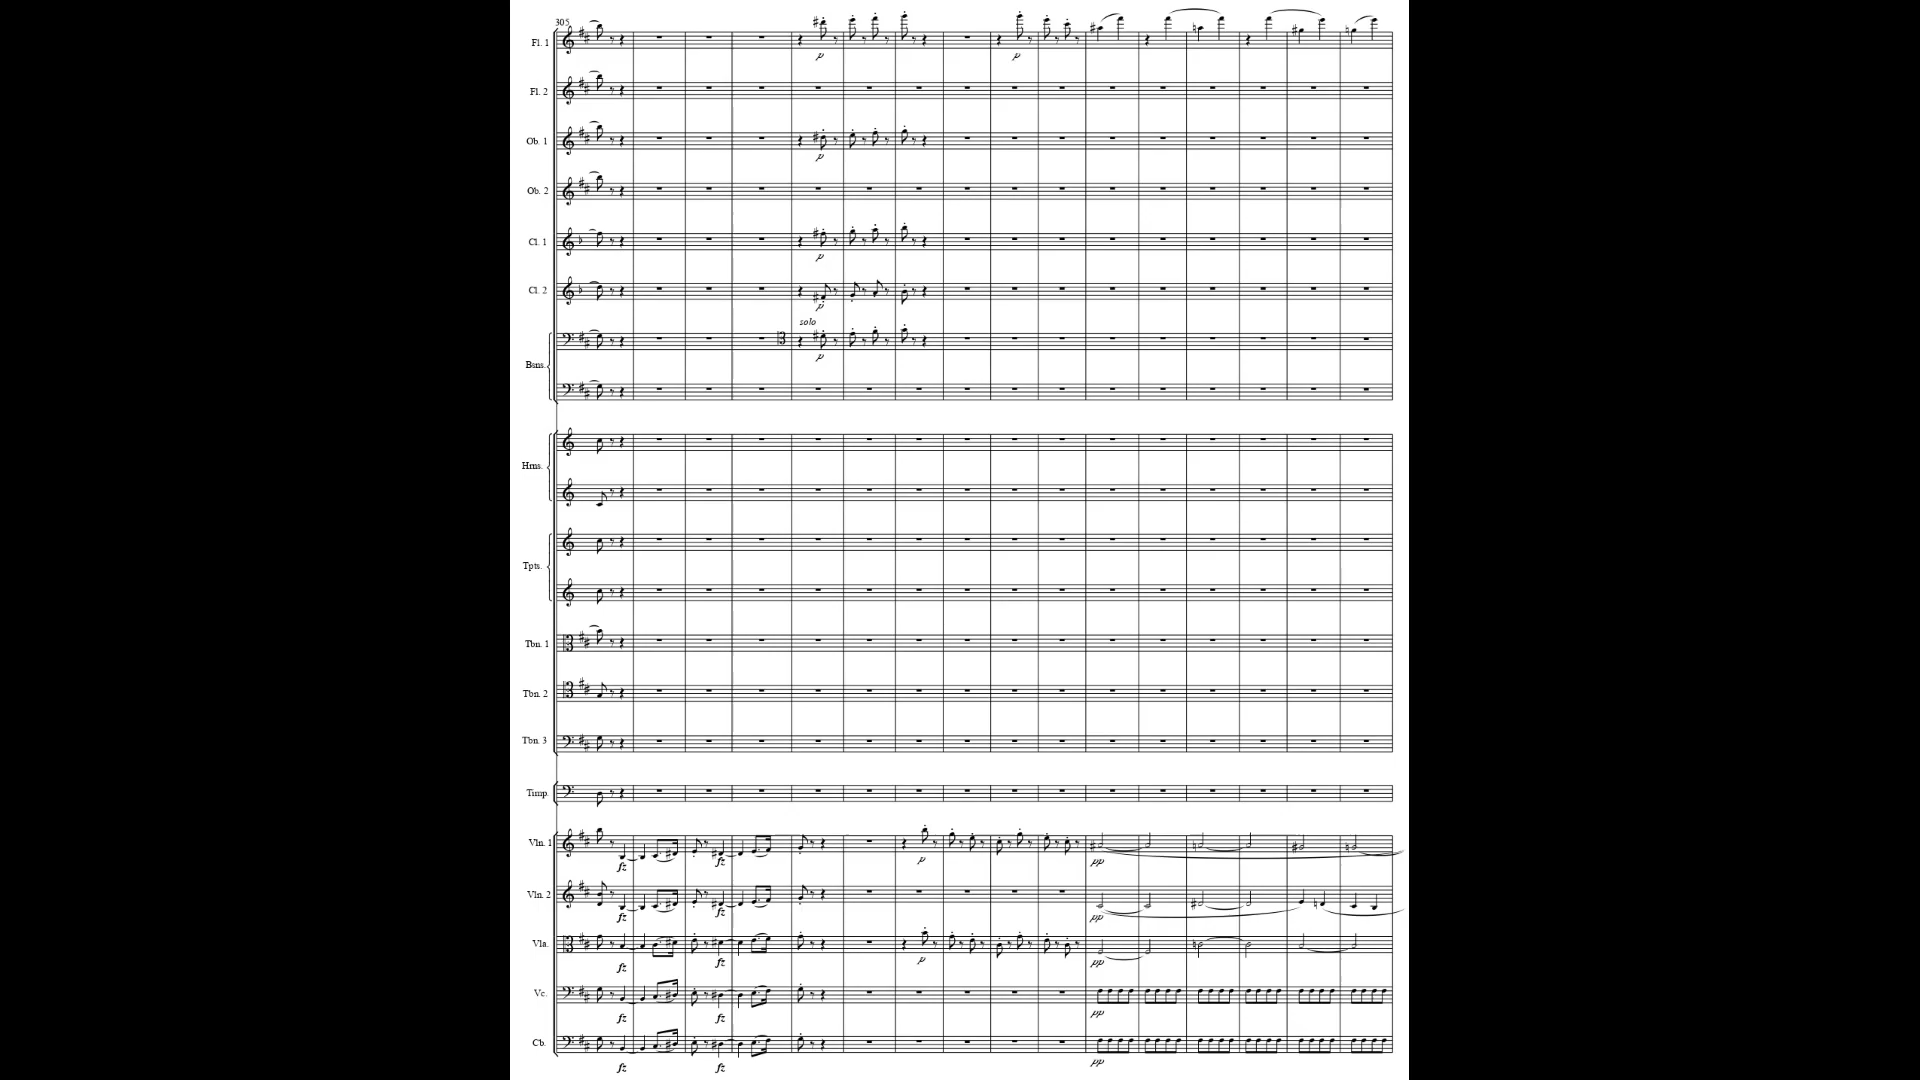 305
Fl. 1
p
p
Fl. 2
Ob. 1
p
Ob. 2
Cl. 1
p
Cl. 2
p
solo
Bsns.
p
Hrns.
Tpts.
Tbn. 1
Tbn. 2
Tbn. 3
Timp.
Vln. 1
fz
fz
p
pp
Vln. 2
fz
fz
pp
Vla.
fz
fz
p
pp
Vc.
fz
fz
pp
Cb.
fz
fz
pp